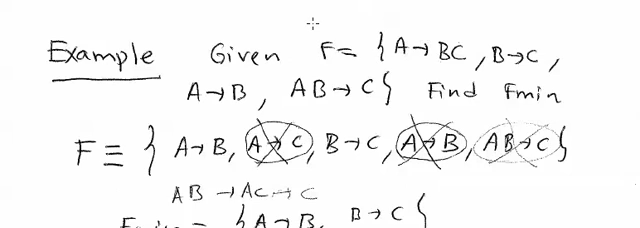 Example Given F = { A → BC, B → C,
A → B, AB → C } Find Fmin
F ≡ { A → B, A → C, B → C, A → B, AB → C }
AB → AC → C
Fmin = { A → B, B → C }